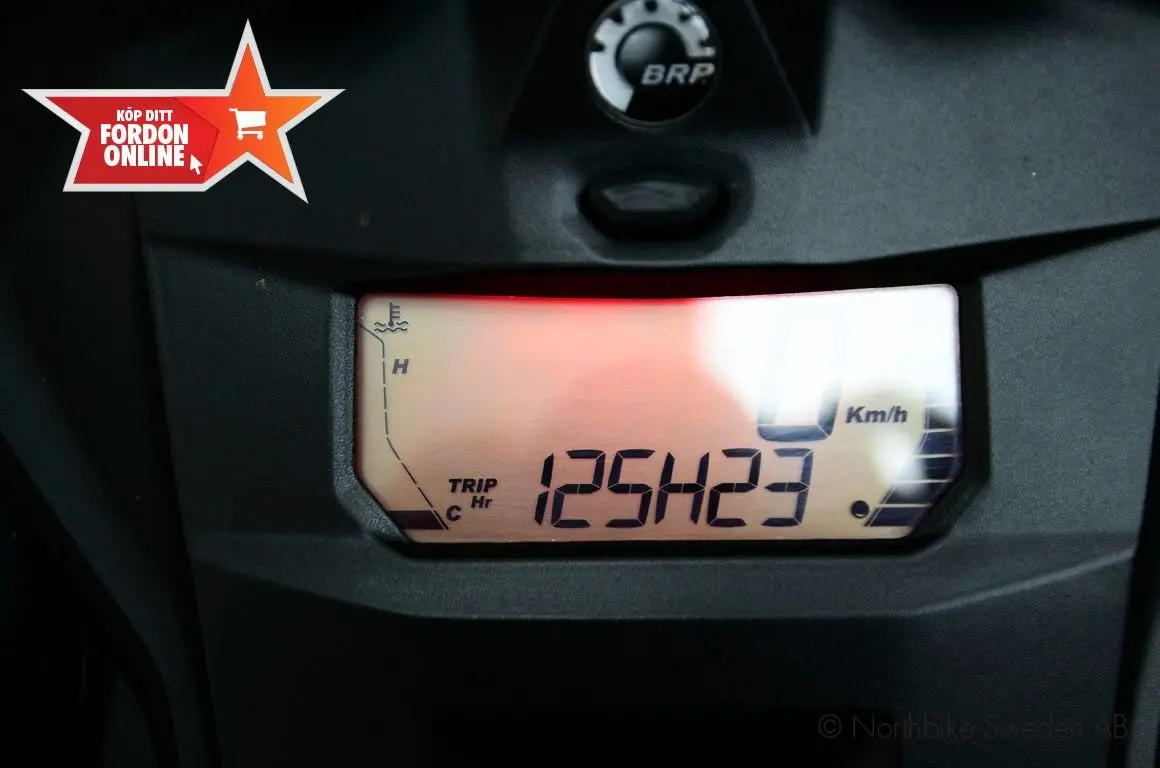 BRP
KÖP DITT
FORDON
ONLINE
H
0 Km/h
TRIP
Hr
C
125H23
© Northbike Sweden AB